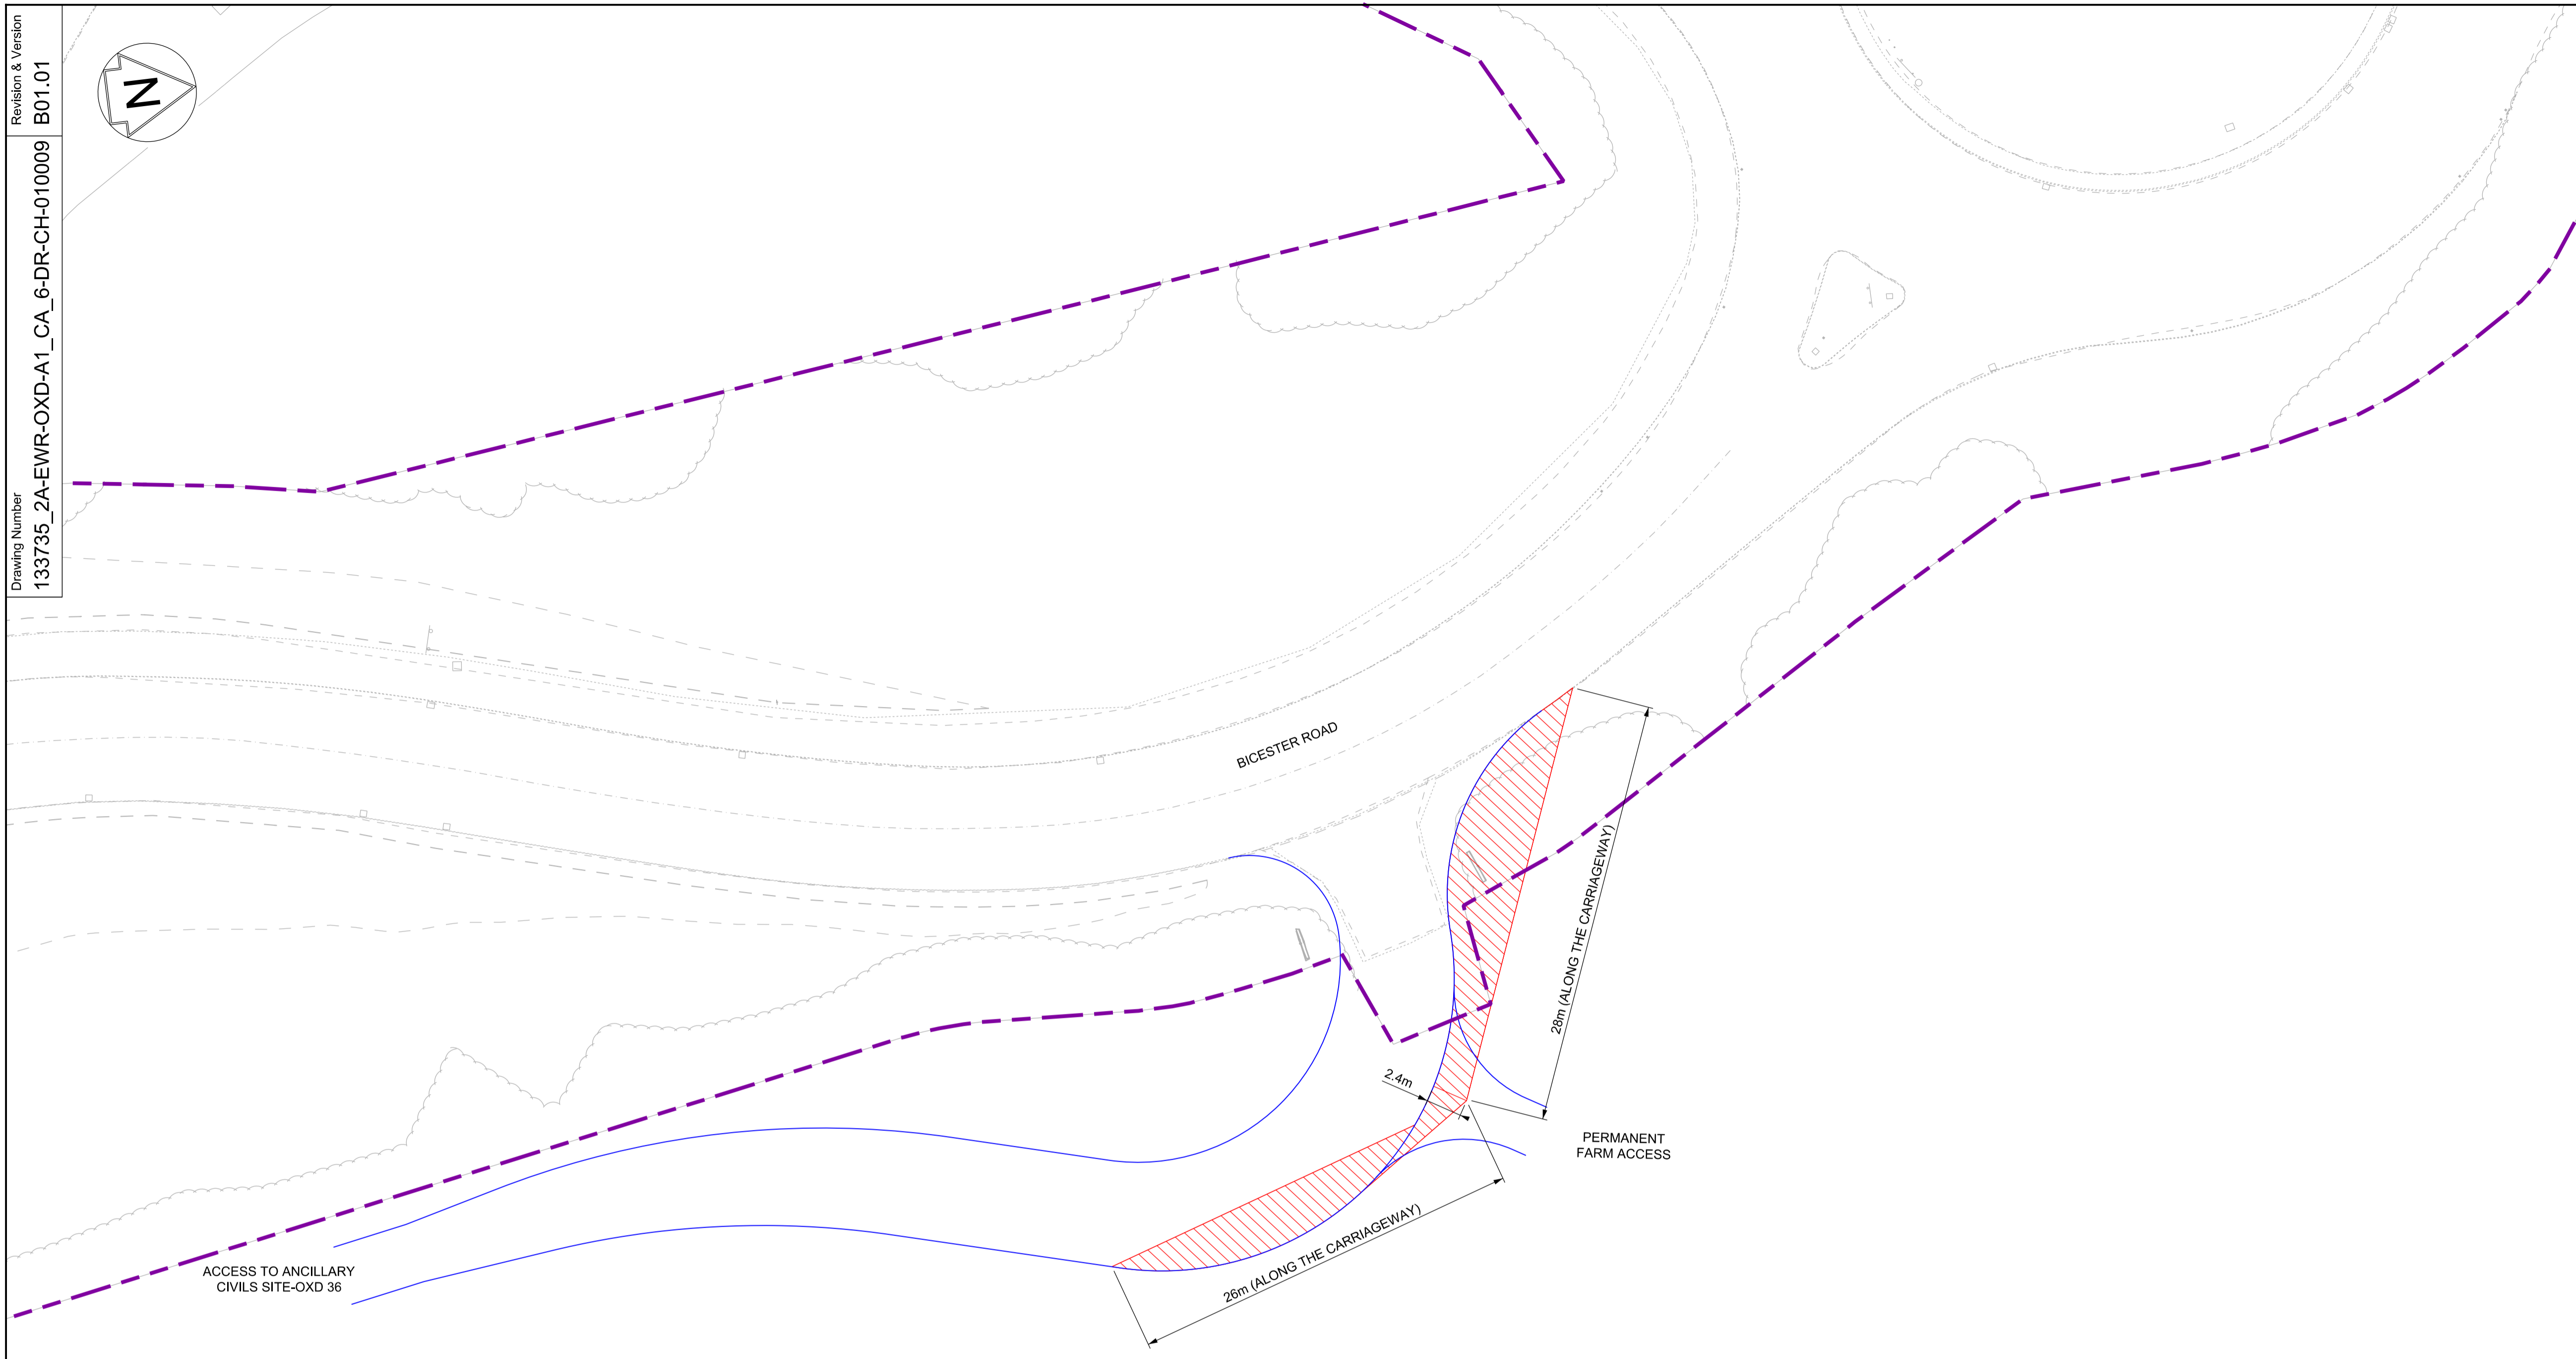 Revision & Version
B01.01
Drawing Number
133735_2A-EWR-OXD-A1_CA_6-DR-CH-010009
N
BICESTER ROAD
28m (ALONG THE CARRIAGEWAY)
2.4m
PERMANENT
FARM ACCESS
26m (ALONG THE CARRIAGEWAY)
ACCESS TO ANCILLARY
CIVILS SITE-OXD 36